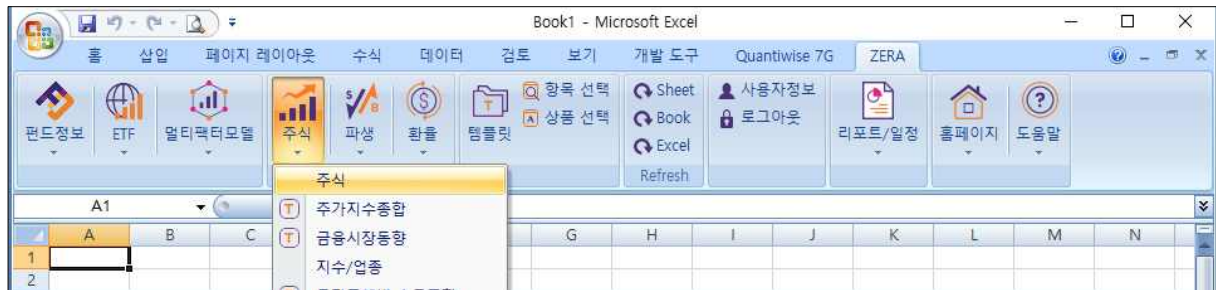 Book1 - Microsoft Excel
홈 삽입 페이지 레이아웃 수식 데이터 검토 보기 개발 도구 Quantiwise 7G ZERA
펀드정보 ETF 멀티팩터모델 주식 파생 환율 템플릿 항목 선택 상품 선택 Sheet Book Excel 사용자정보 로그아웃 리포트/일정 홈페이지 도움말
Refresh
주식
A1
T 주가지수종합
A B C G H I J K L M N
T 금융시장동향
1
지수/업종
2